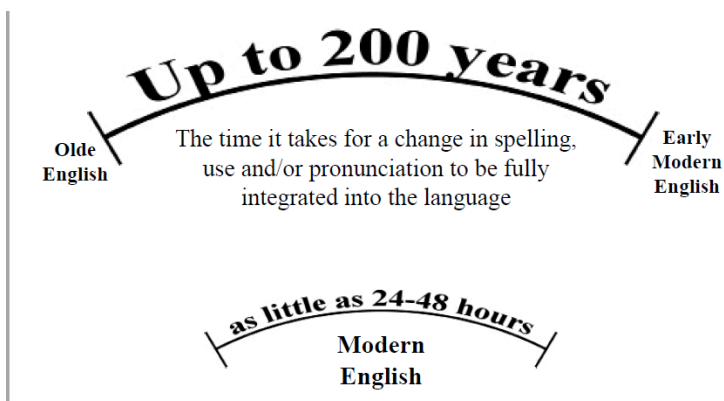 Up to 200 years
Olde
English
The time it takes for a change in spelling,
use and/or pronunciation to be fully
integrated into the language
Early
Modern
English
as little as 24-48 hours
Modern
English